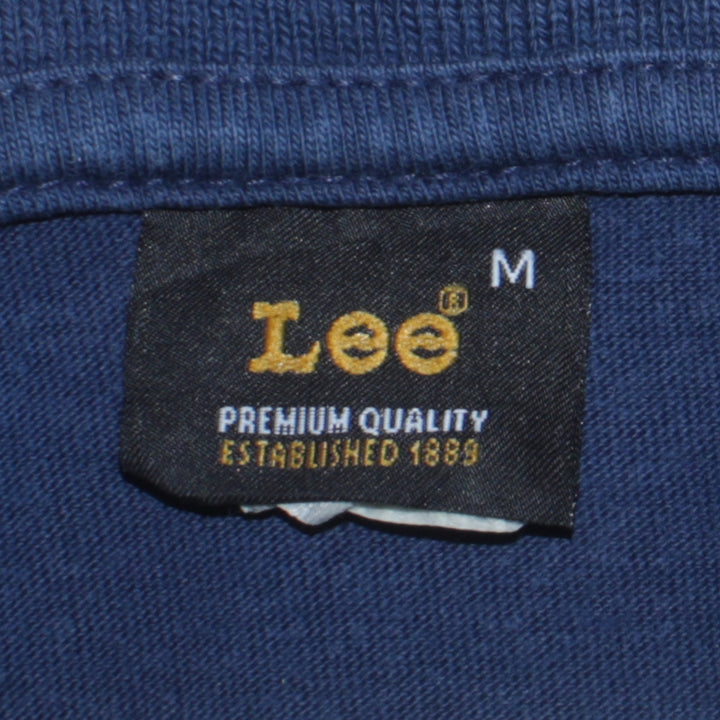 M
Lee®
PREMIUM QUALITY
ESTABLISHED 1889